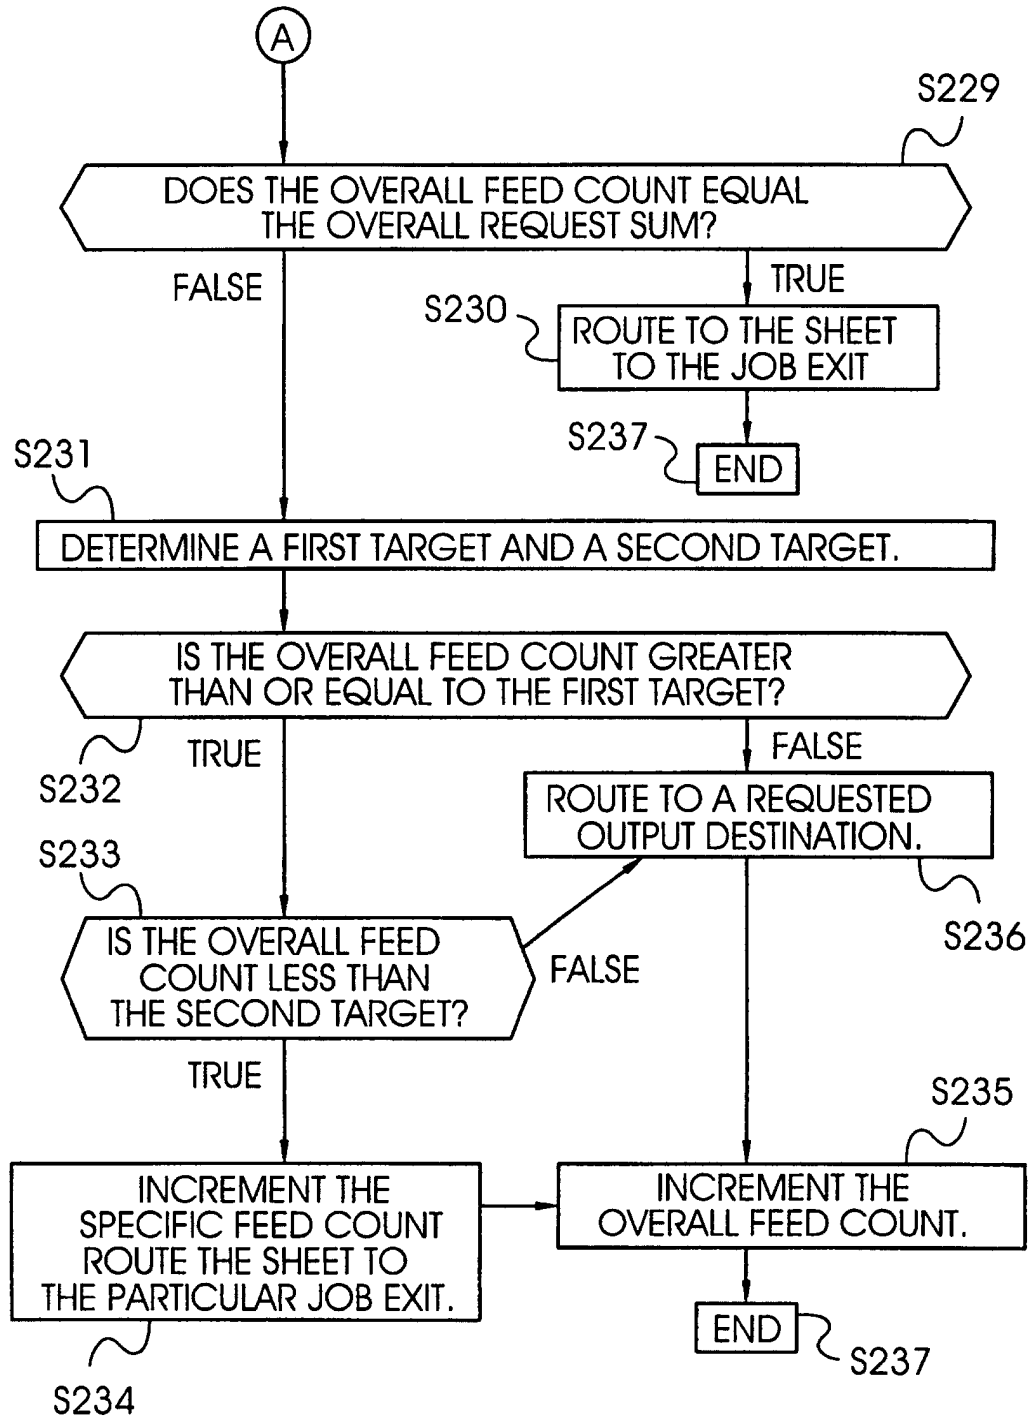 A
S229
DOES THE OVERALL FEED COUNT EQUAL
THE OVERALL REQUEST SUM?
FALSE
TRUE
S230
ROUTE TO THE SHEET
TO THE JOB EXIT
S237
END
S231
DETERMINE A FIRST TARGET AND A SECOND TARGET.
IS THE OVERALL FEED COUNT GREATER
THAN OR EQUAL TO THE FIRST TARGET?
S232
TRUE
FALSE
ROUTE TO A REQUESTED
OUTPUT DESTINATION.
S236
S233
IS THE OVERALL FEED
COUNT LESS THAN
THE SECOND TARGET?
FALSE
TRUE
S235
INCREMENT THE
SPECIFIC FEED COUNT
ROUTE THE SHEET TO
THE PARTICULAR JOB EXIT.
S234
INCREMENT THE
OVERALL FEED COUNT.
END
S237